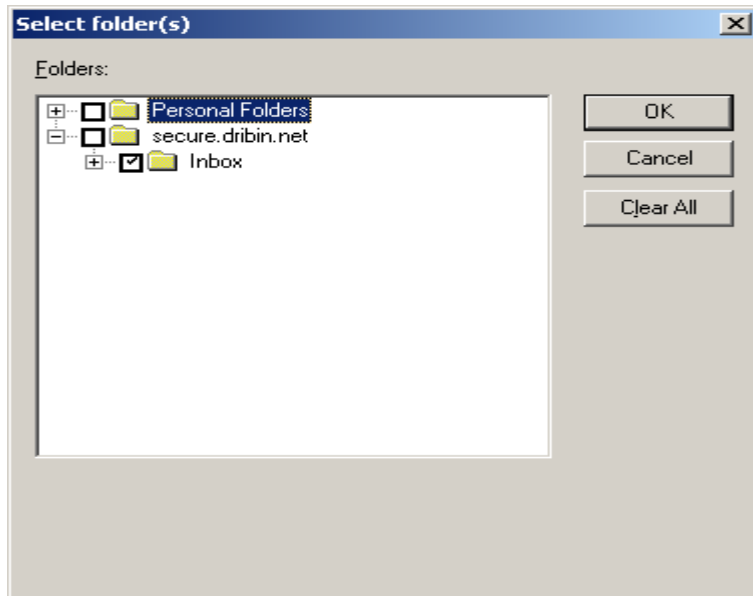 Select folder(s)
Folders:
Personal Folders
secure.dribin.net
Inbox
OK
Cancel
Clear All